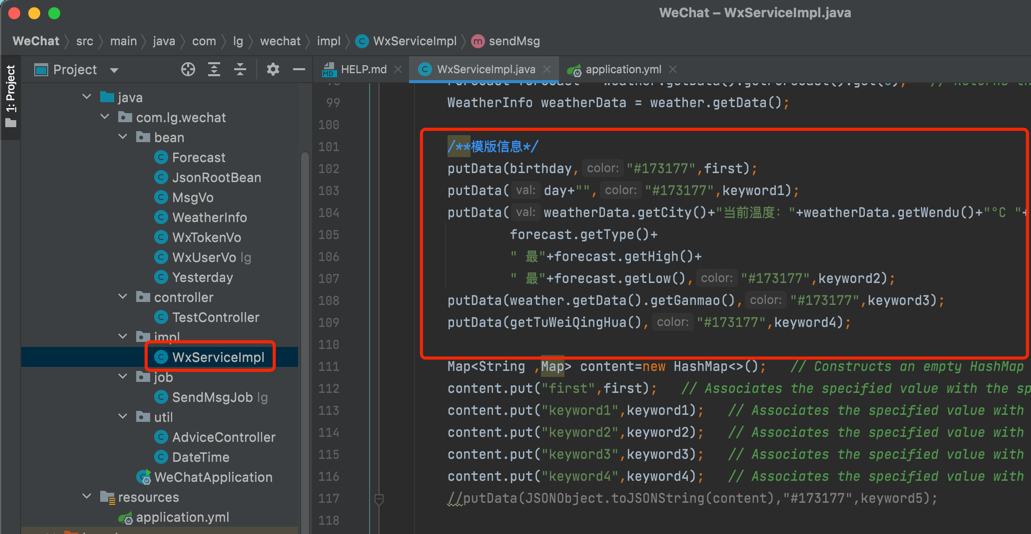 WeChat – WxServiceImpl.java
WeChat src main java com lg wechat impl WxServiceImpl sendMsg
1: Project
Project
HELP.md
WxServiceImpl.java
application.yml
java
com.lg.wechat
bean
Forecast
JsonRootBean
MsgVo
WeatherInfo
WxTokenVo
WxUserVo lg
Yesterday
controller
TestController
impl
WxServiceImpl
job
SendMsgJob lg
util
AdviceController
DateTime
WeChatApplication
resources
application.yml
99 WeatherInfo weatherData = weather.getData();
100
101 /**模版信息*/
102 putData(birthday, color: "#173177",first);
103 putData( val: day+"", color: "#173177",keyword1);
104 putData( val: weatherData.getCity()+"当前温度: "+weatherData.getWendu()+"°C "+
105 forecast.getType()+
106 " 最"+forecast.getHigh()+
107 " 最"+forecast.getLow(), color: "#173177",keyword2);
108 putData(weather.getData().getGanmao(), color: "#173177",keyword3);
109 putData(getTuWeiQingHua(), color: "#173177",keyword4);
110
111 Map<String ,Map> content=new HashMap<>(); // Constructs an empty HashMap
112 content.put("first",first); // Associates the specified value with the sp
113 content.put("keyword1",keyword1); // Associates the specified value with
114 content.put("keyword2",keyword2); // Associates the specified value with
115 content.put("keyword3",keyword3); // Associates the specified value with
116 content.put("keyword4",keyword4); // Associates the specified value with
117 //putData(JSONObject.toJSONString(content),"#173177",keyword5);
118